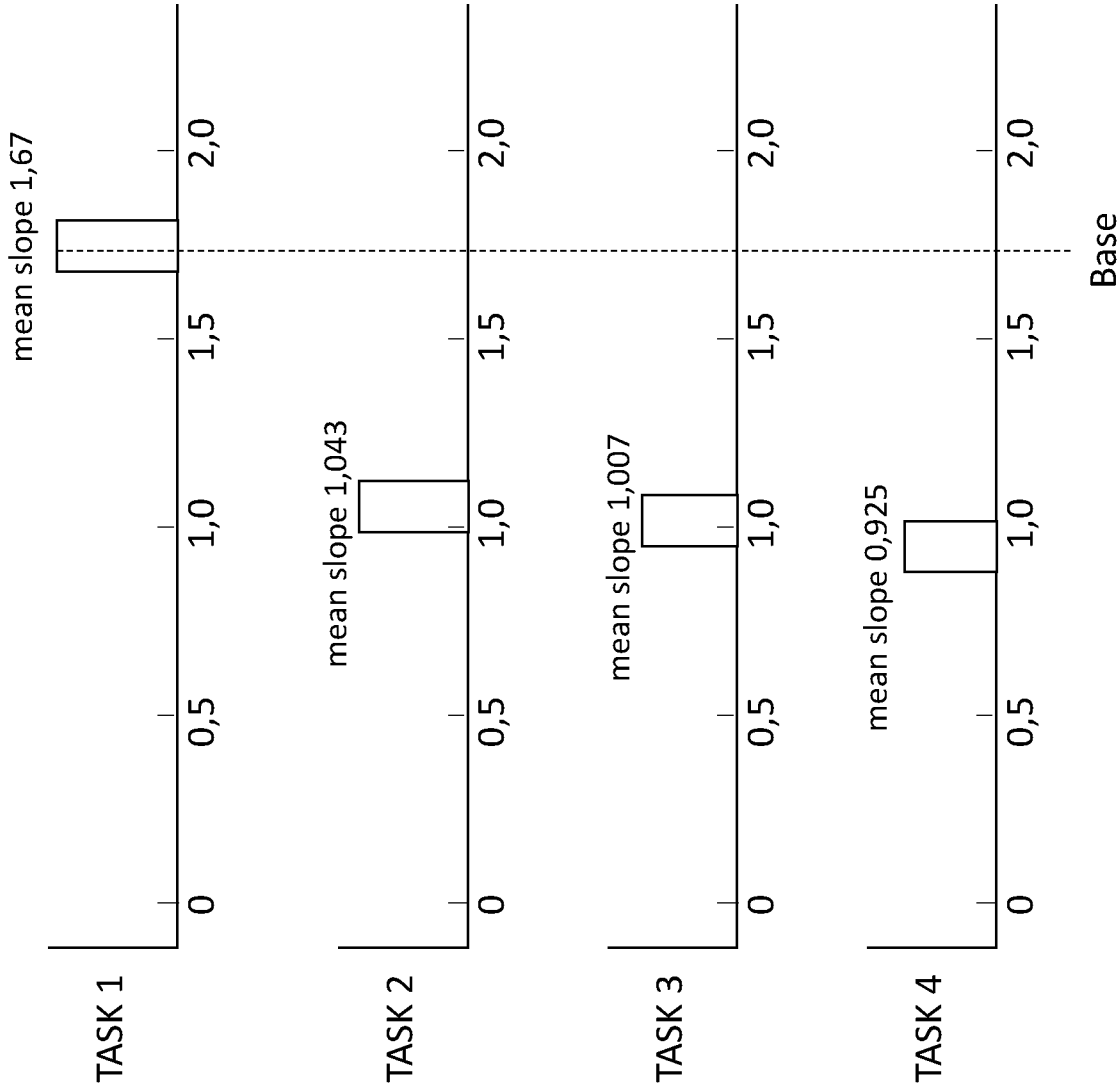 mean slope 1,67
TASK 1
0 0,5 1,0 1,5 2,0
mean slope 1,043
TASK 2
0 0,5 1,0 1,5 2,0
mean slope 1,007
TASK 3
0 0,5 1,0 1,5 2,0
mean slope 0,925
TASK 4
0 0,5 1,0 1,5 2,0
Base